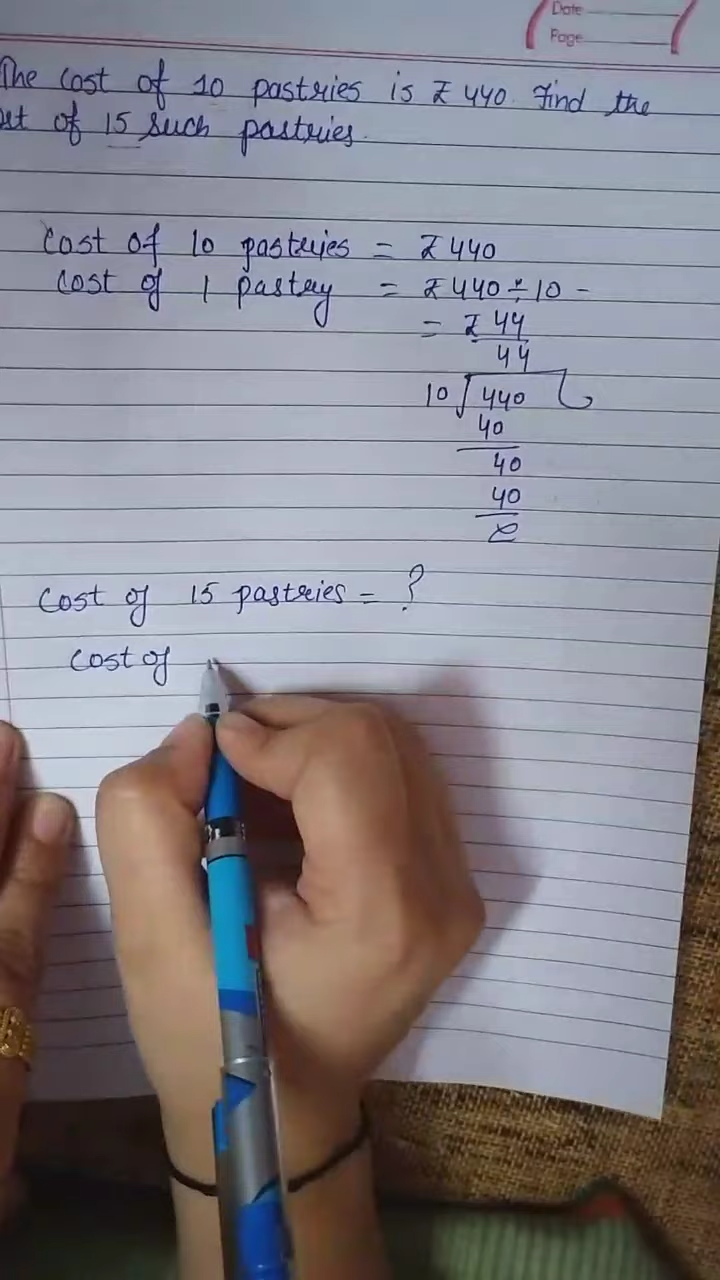 Date
Page
The cost of 10 pastries is ₹ 440. Find the
of 15 such pastries.
Cost of 10 pastries = ₹ 440
Cost of 1 pastry = ₹ 440 ÷ 10 -
= ₹ 44
44
10 440
40
40
40
0
Cost of 15 pastries = ?
Cost of